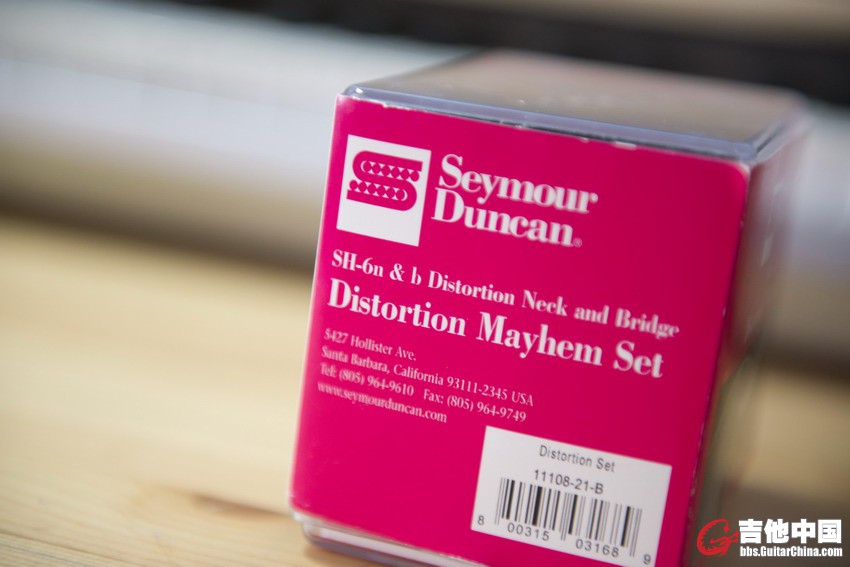 Seymour
Duncan®
SH-6n & b Distortion Neck and Bridge
Distortion Mayhem Set
5427 Hollister Ave.
Santa Barbara, California 93111-2345 USA
Tel: (805) 964-9610 Fax: (805) 964-9749
www.seymourduncan.com
Distortion Set
11108-21-B
8 00315 03168 9
吉他中国
bbs.GuitarChina.com